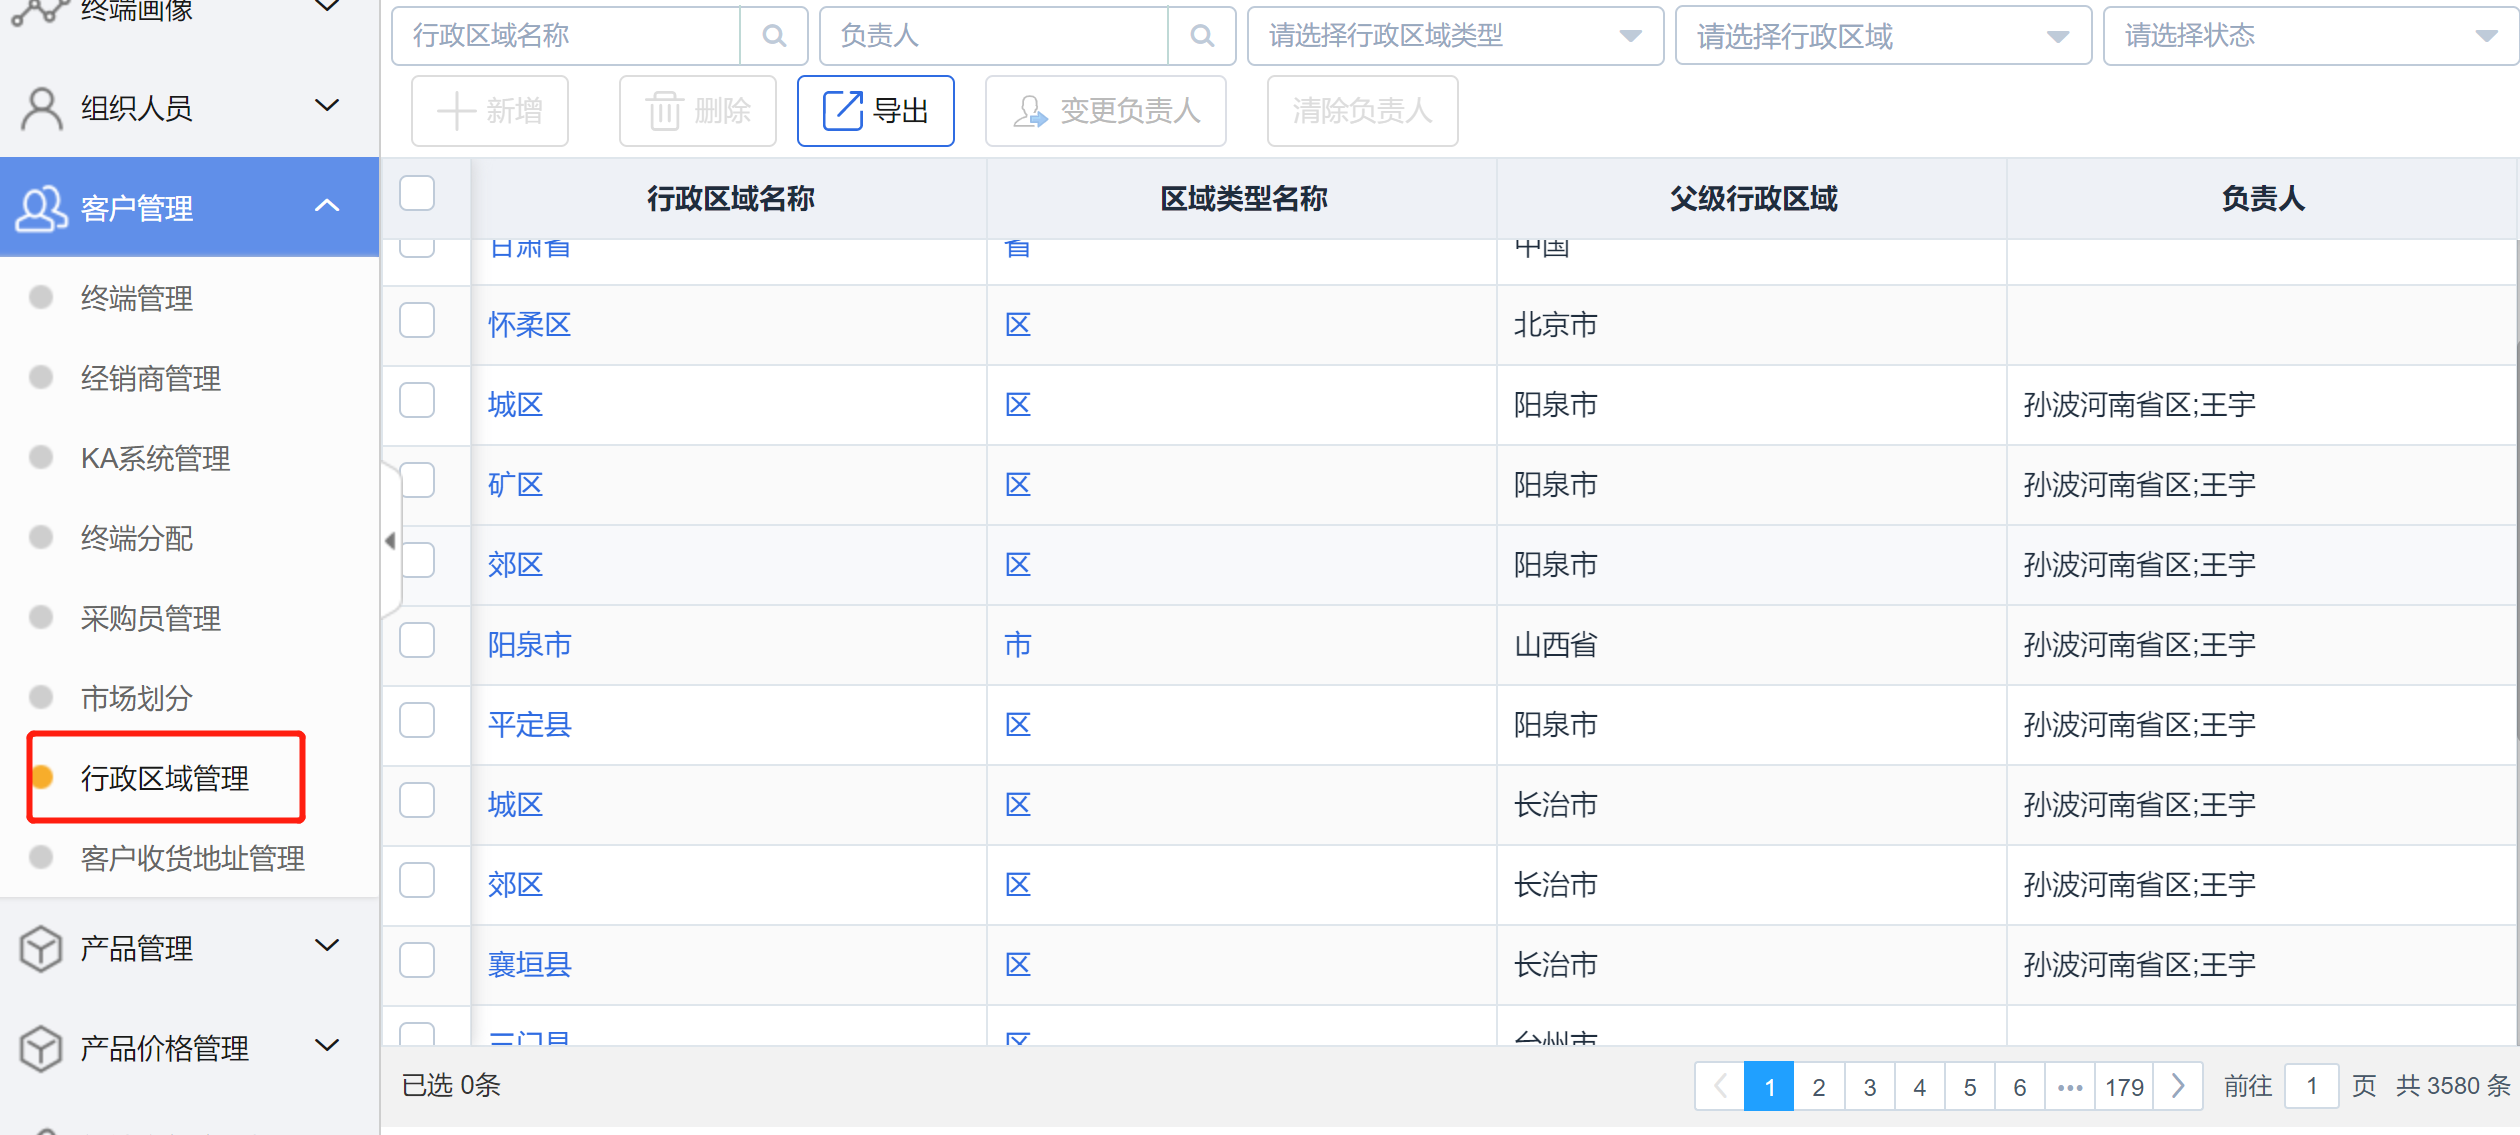 终端画像
组织人员
客户管理
终端管理
经销商管理
KA系统管理
终端分配
采购员管理
市场划分
行政区域管理
客户收货地址管理
产品管理
产品价格管理
行政区域名称 负责人 请选择行政区域类型 请选择行政区域 请选择状态
新增 删除 导出 变更负责人 清除负责人
行政区域名称 区域类型名称 父级行政区域 负责人
甘肃省 省 中国
怀柔区 区 北京市
城区 区 阳泉市 孙波河南省区;王宇
矿区 区 阳泉市 孙波河南省区;王宇
郊区 区 阳泉市 孙波河南省区;王宇
阳泉市 市 山西省 孙波河南省区;王宇
平定县 区 阳泉市 孙波河南省区;王宇
城区 区 长治市 孙波河南省区;王宇
郊区 区 长治市 孙波河南省区;王宇
襄垣县 区 长治市 孙波河南省区;王宇
三门县 区 台州市
已选 0条 1 2 3 4 5 6 ••• 179 前往 1 页 共 3580 条